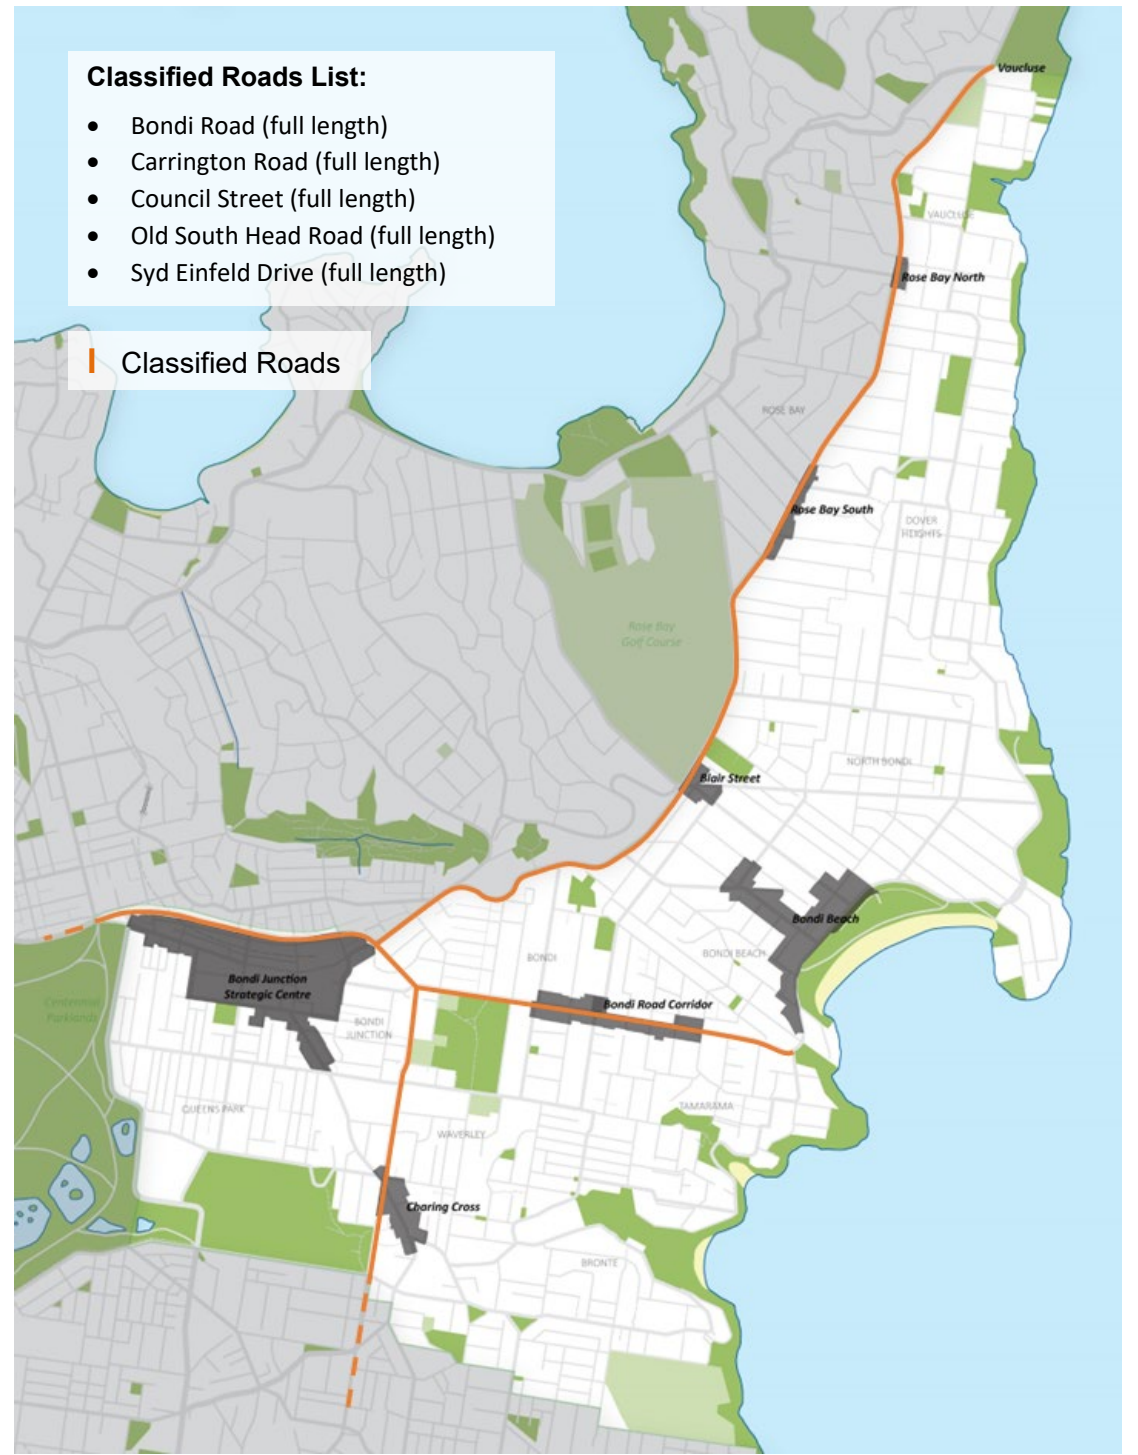 Classified Roads List:
• Bondi Road (full length)
• Carrington Road (full length)
• Council Street (full length)
• Old South Head Road (full length)
• Syd Einfeld Drive (full length)
Classified Roads
Vaucluse
VAUCLUSE
Rose Bay North
ROSE BAY
Rose Bay South
DOVER
HEIGHTS
Rose Bay
Golf Course
NORTH BONDI
Blair Street
Bondi Beach
BONDI BEACH
BONDI
Bondi Junction
Strategic Centre
Centennial
Parklands
Bondi Road Corridor
BONDI
JUNCTION
QUEENS PARK
TAMARAMA
WAVERLEY
Charing Cross
BRONTE